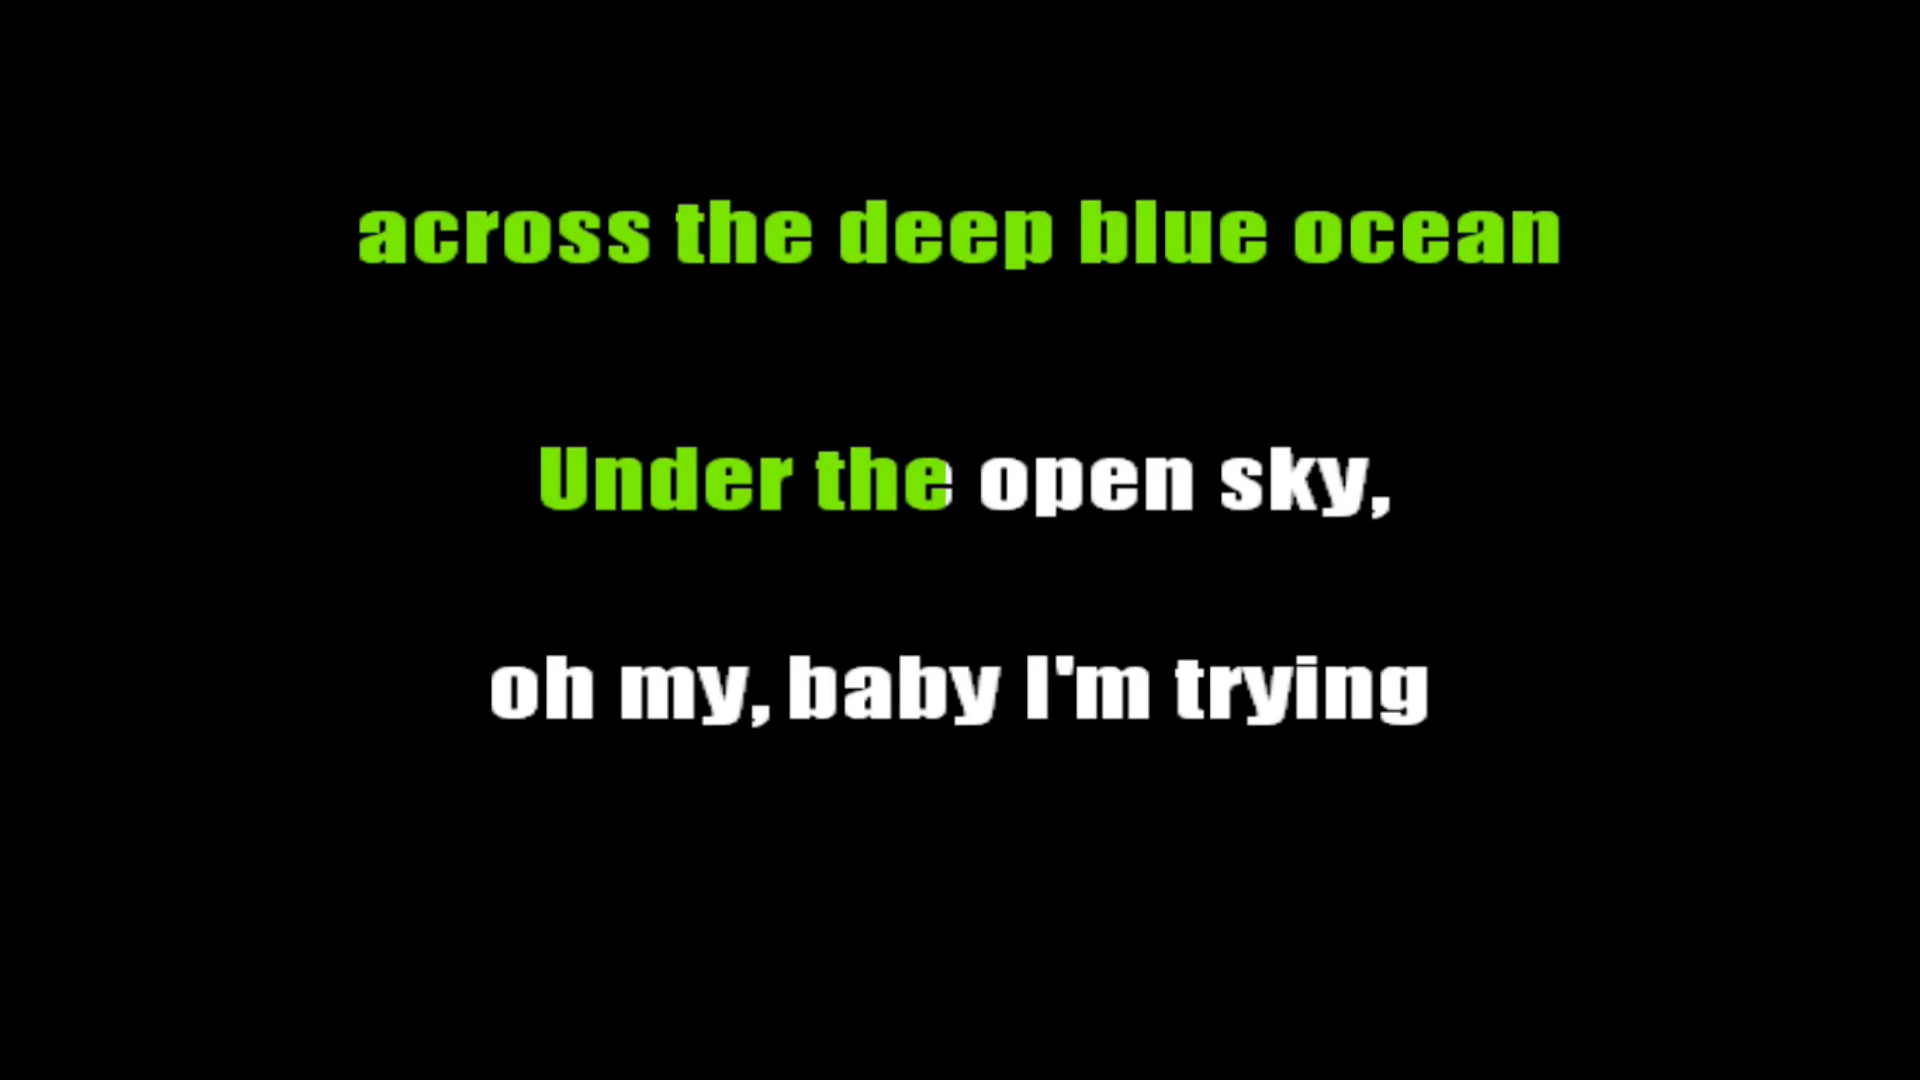 across the deep blue ocean
Under the open sky,
oh my, baby I'm trying